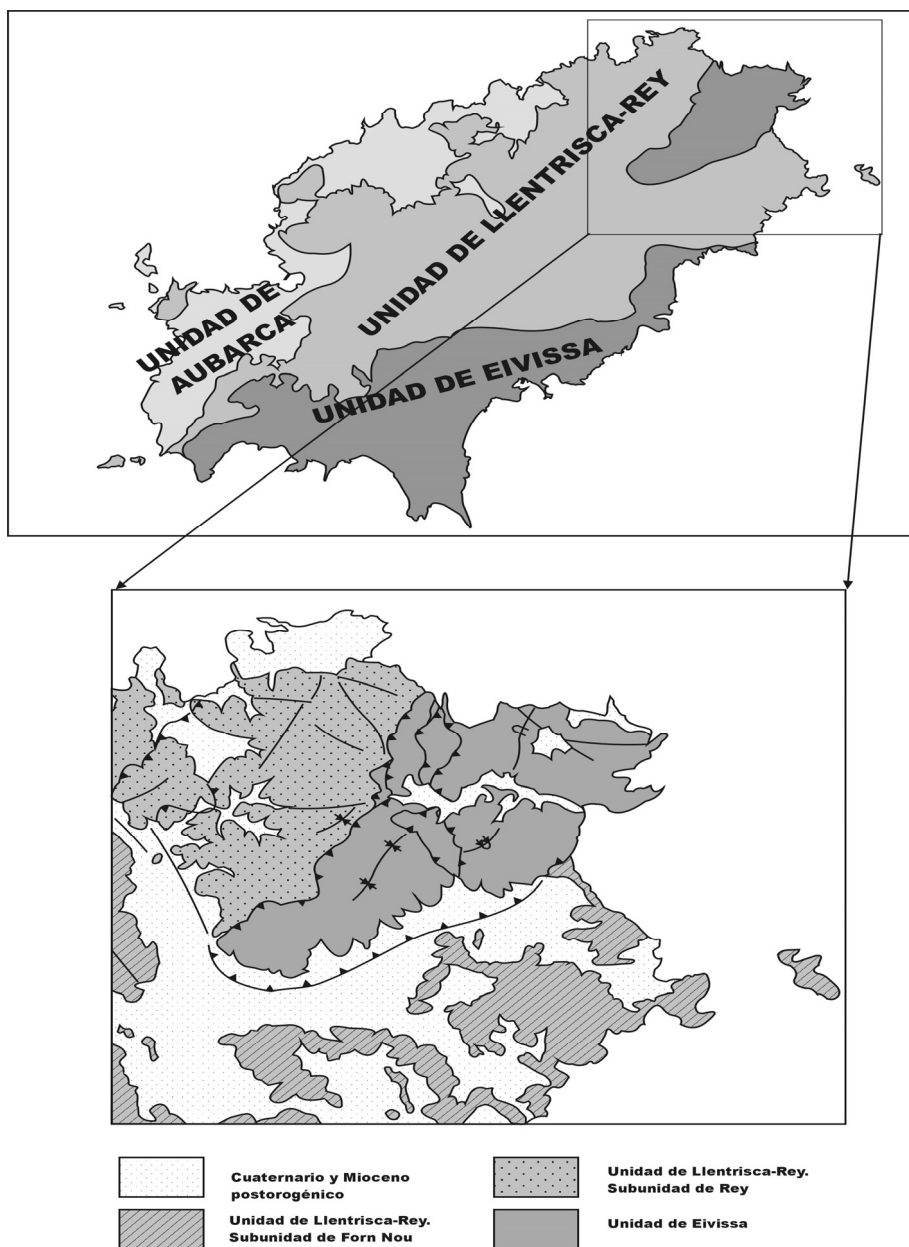 UNIDAD DE LLENTRISCA-REY
UNIDAD DE
AUBARCA
UNIDAD DE EIVISSA
Cuaternario y Mioceno
postorogénico
Unidad de Llentrisca-Rey.
Subunidad de Rey
Unidad de Llentrisca-Rey.
Subunidad de Forn Nou
Unidad de Eivissa